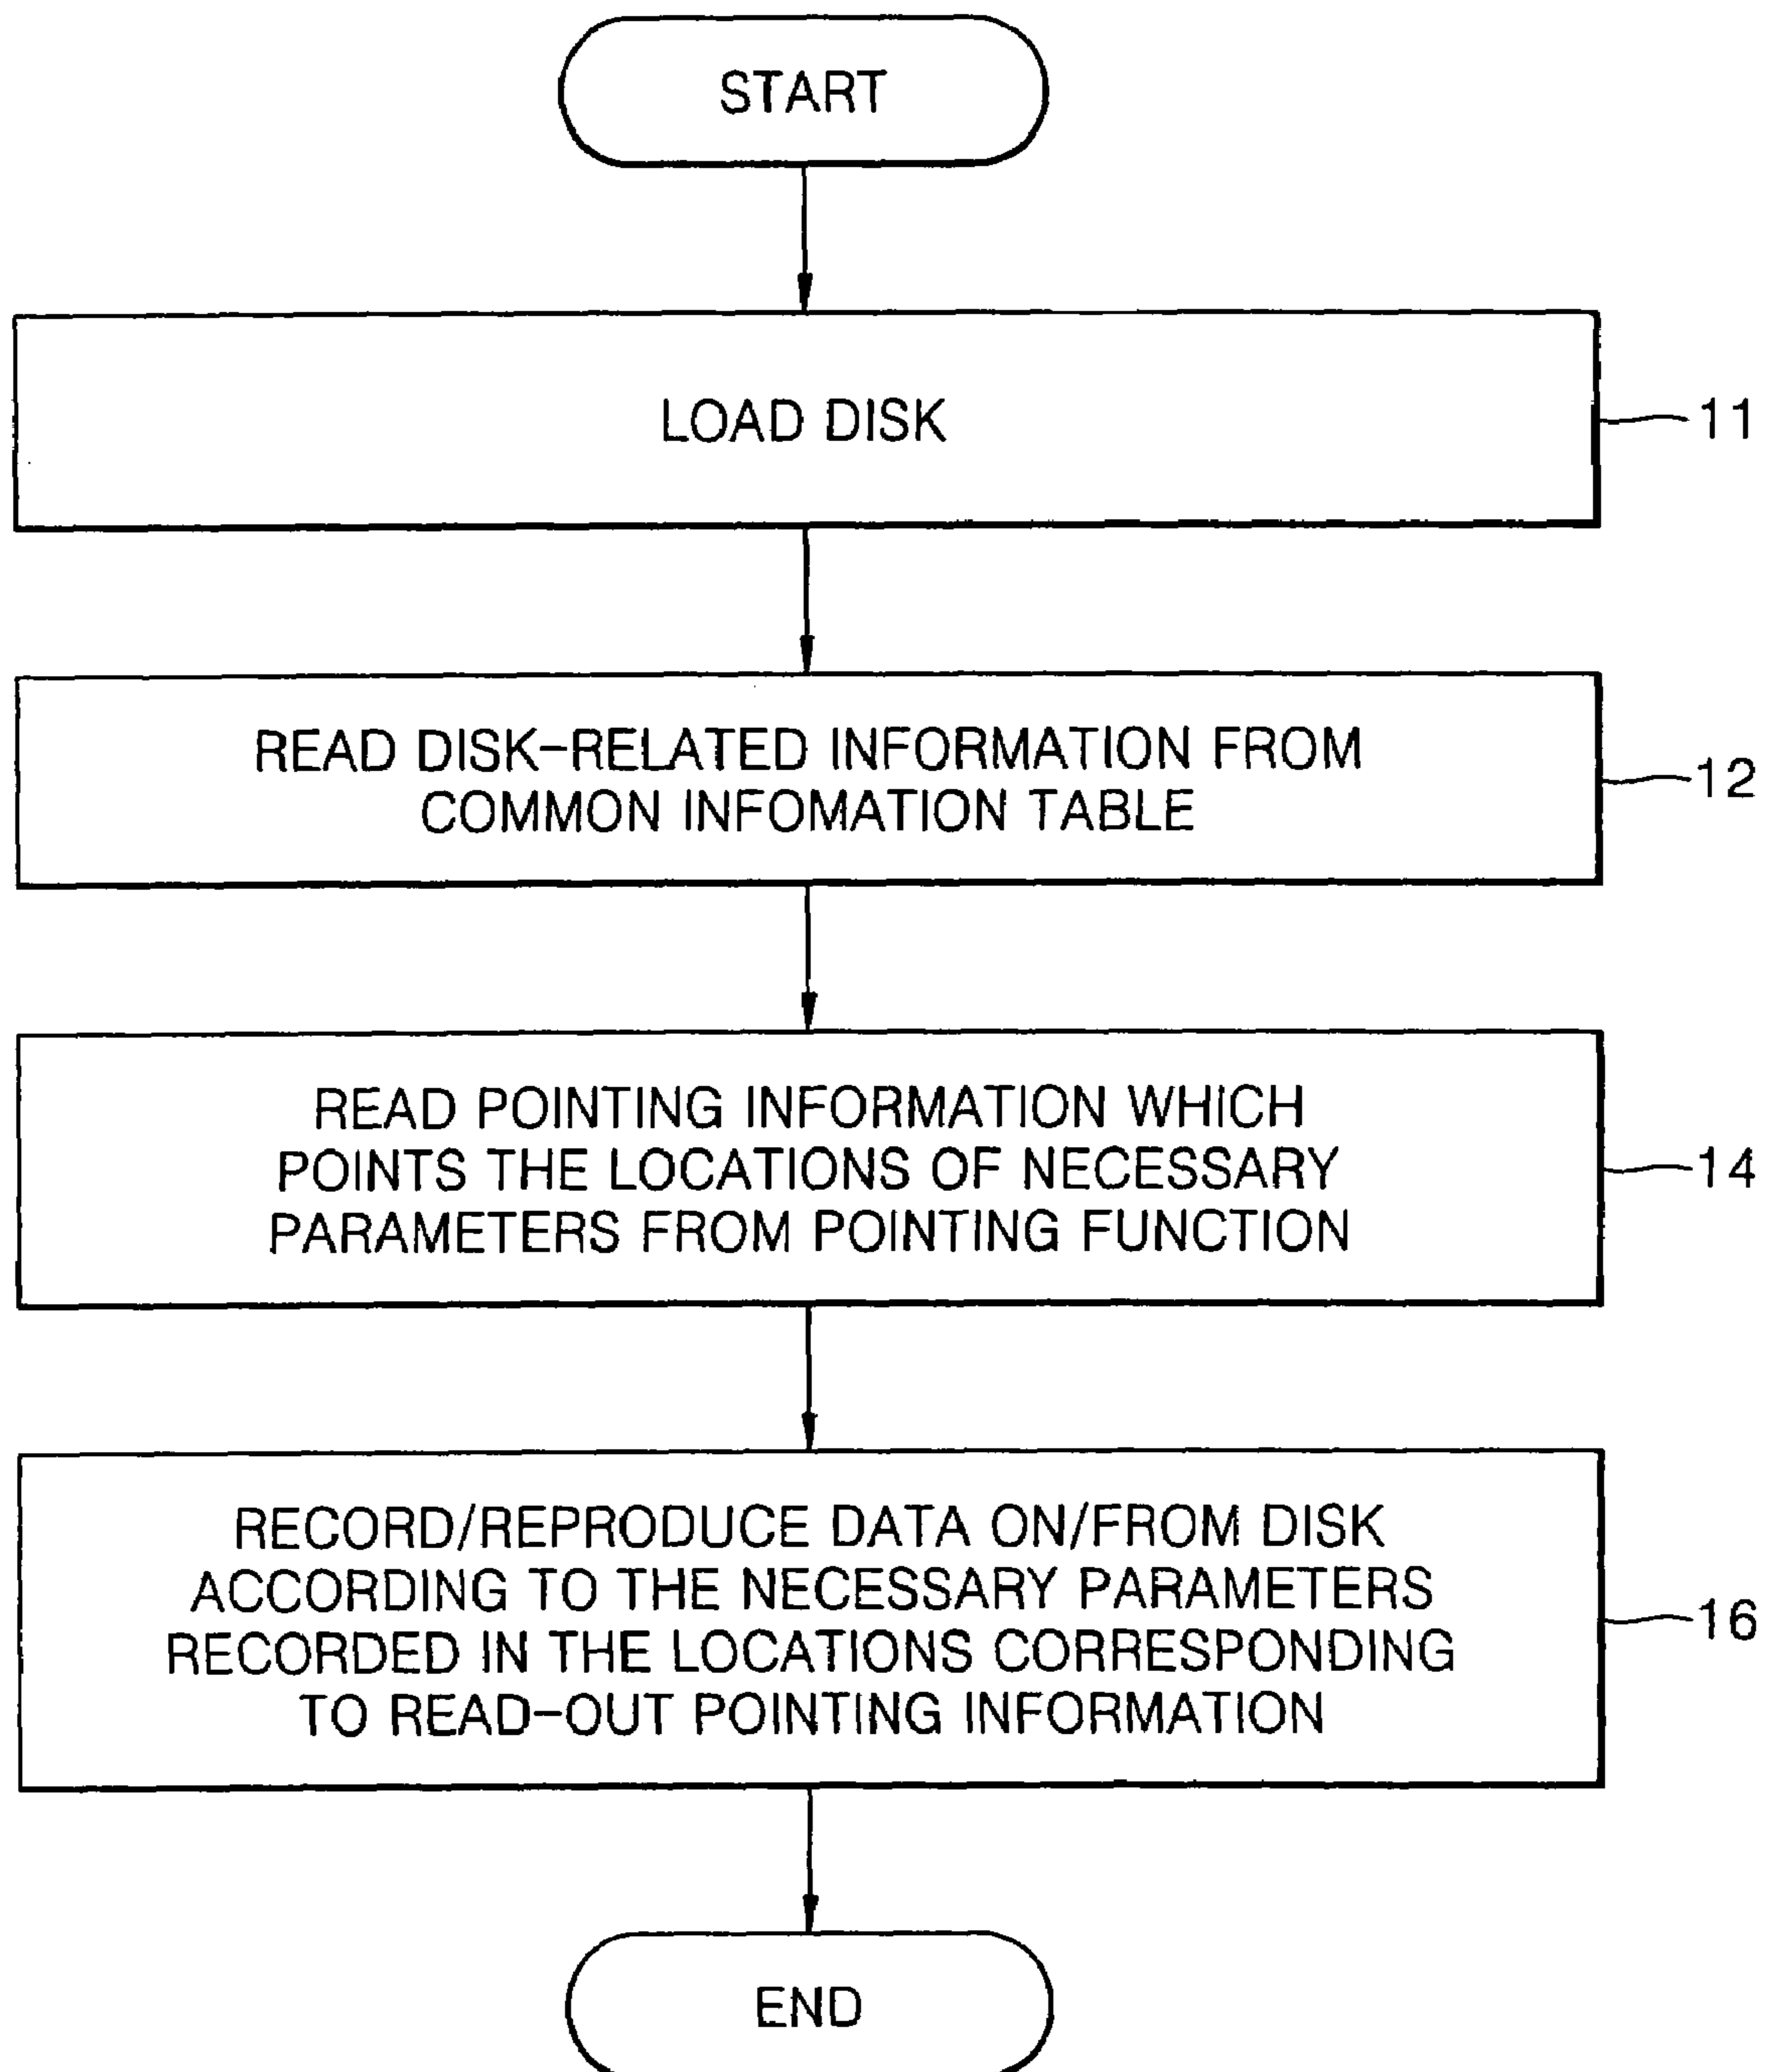 START
LOAD DISK
11
READ DISK-RELATED INFORMATION FROM
COMMON INFOMATION TABLE
12
READ POINTING INFORMATION WHICH
POINTS THE LOCATIONS OF NECESSARY
PARAMETERS FROM POINTING FUNCTION
14
RECORD/REPRODUCE DATA ON/FROM DISK
ACCORDING TO THE NECESSARY PARAMETERS
RECORDED IN THE LOCATIONS CORRESPONDING
TO READ-OUT POINTING INFORMATION
16
END